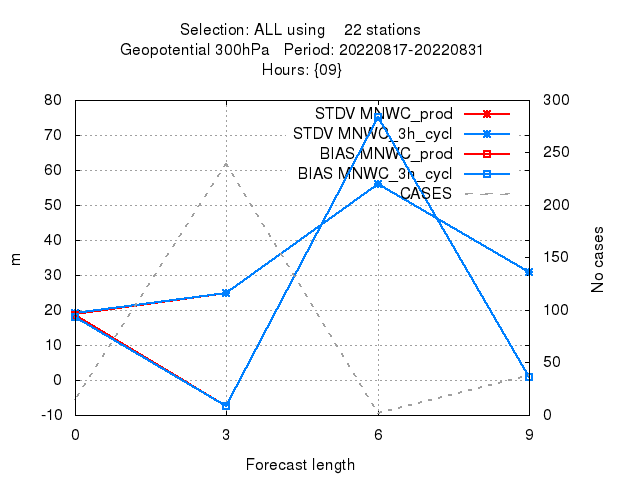 Selection: ALL using 22 stations
Geopotential 300hPa Period: 20220817-20220831
Hours: {09}
80 300
STDV MNWC_prod
70
STDV MNWC_3h_cycl
250
BIAS MNWC_prod
60
BIAS MNWC_3h_cycl
CASES
50 200
40
m
No cases
150
30
20 100
10
50
0
-10 0
0 3 6 9
Forecast length